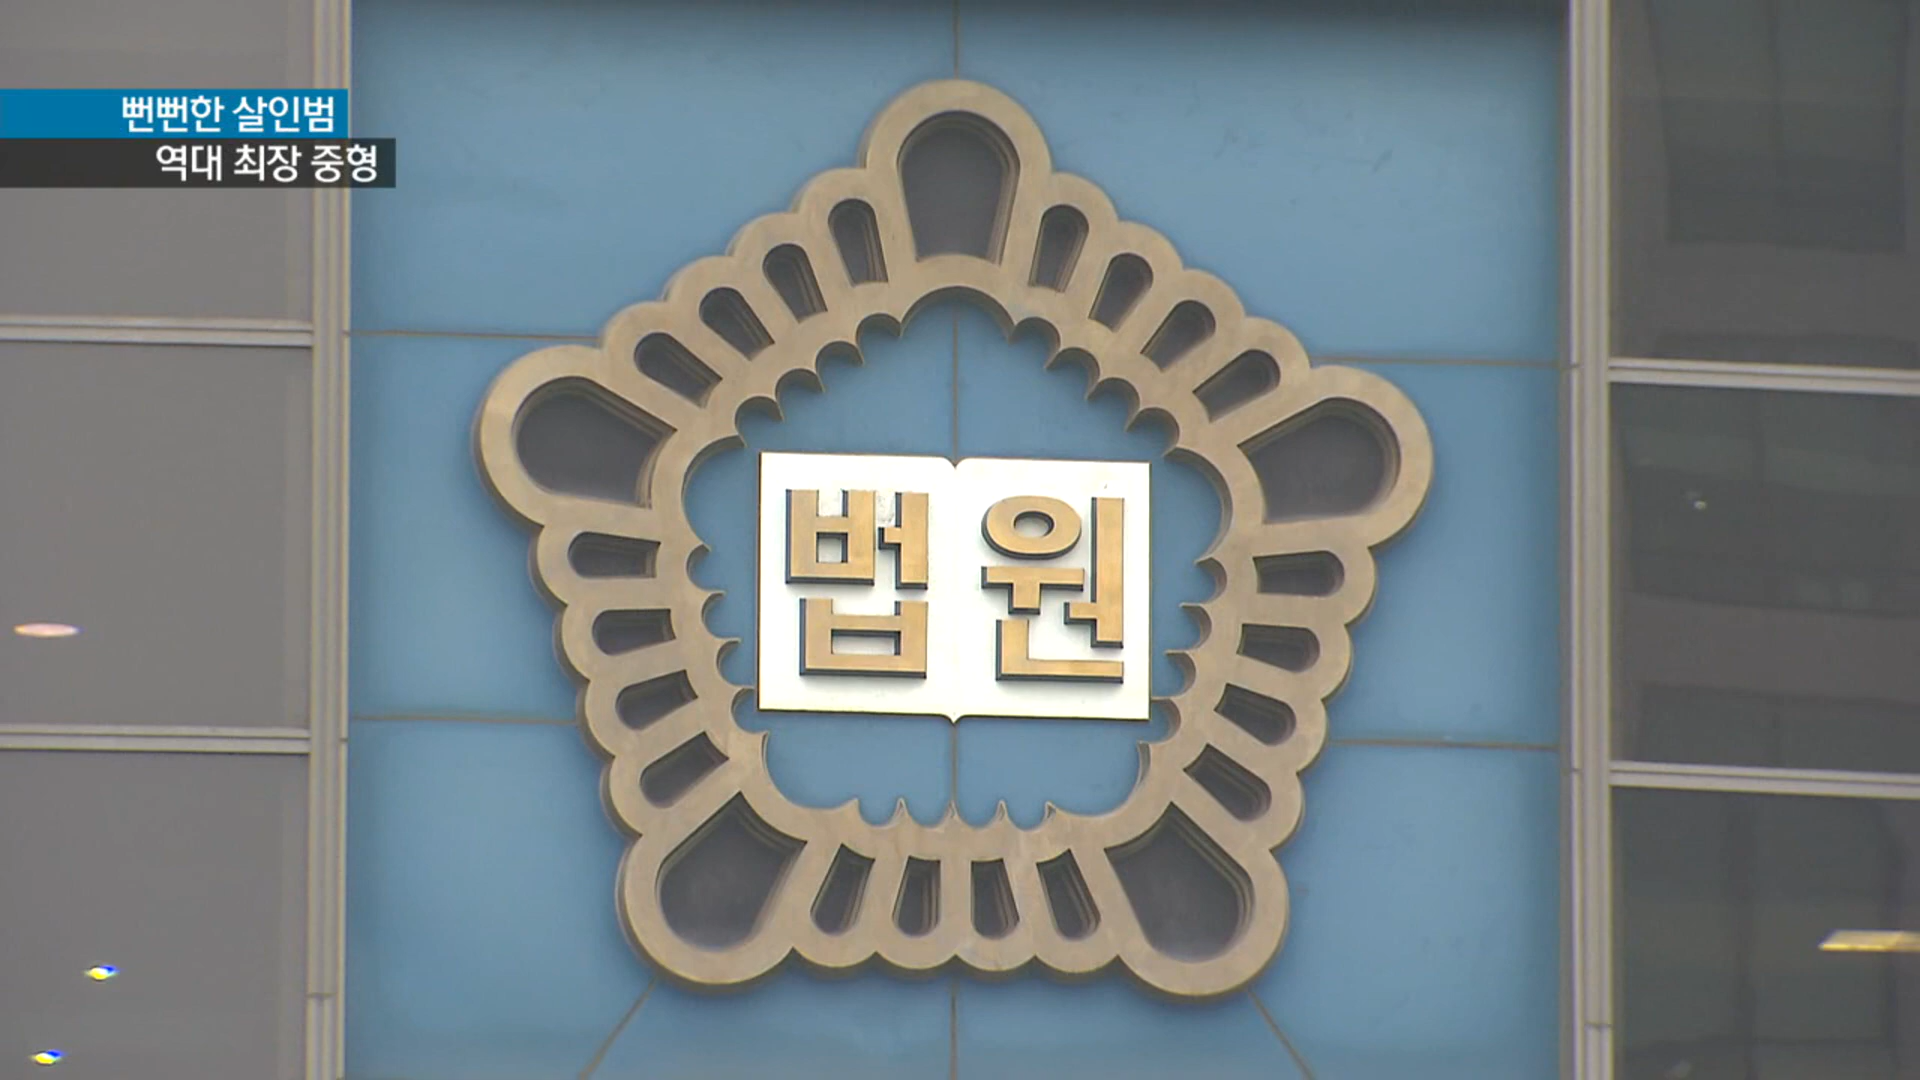 뻔뻔한 살인범
역대 최장 중형
법원